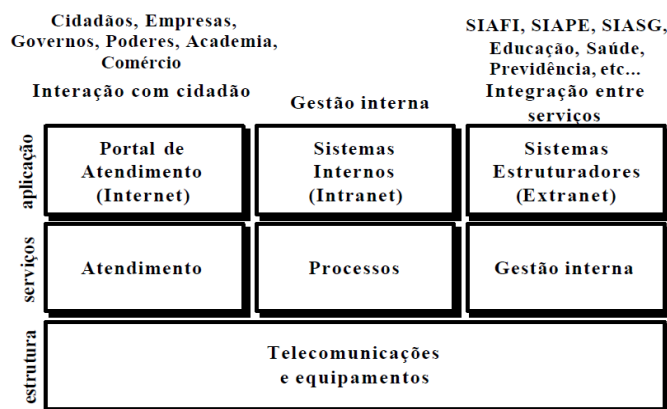 Cidadãos, Empresas,
Governos, Poderes, Academia,
Comércio
Interação com cidadão
Gestão interna
SIAFI, SIAPE, SIASG,
Educação, Saúde,
Previdência, etc...
Integração entre
serviços
aplicação
Portal de
Atendimento
(Internet)
Sistemas
Internos
(Intranet)
Sistemas
Estruturadores
(Extranet)
serviços
Atendimento
Processos
Gestão interna
estrutura
Telecomunicações
e equipamentos